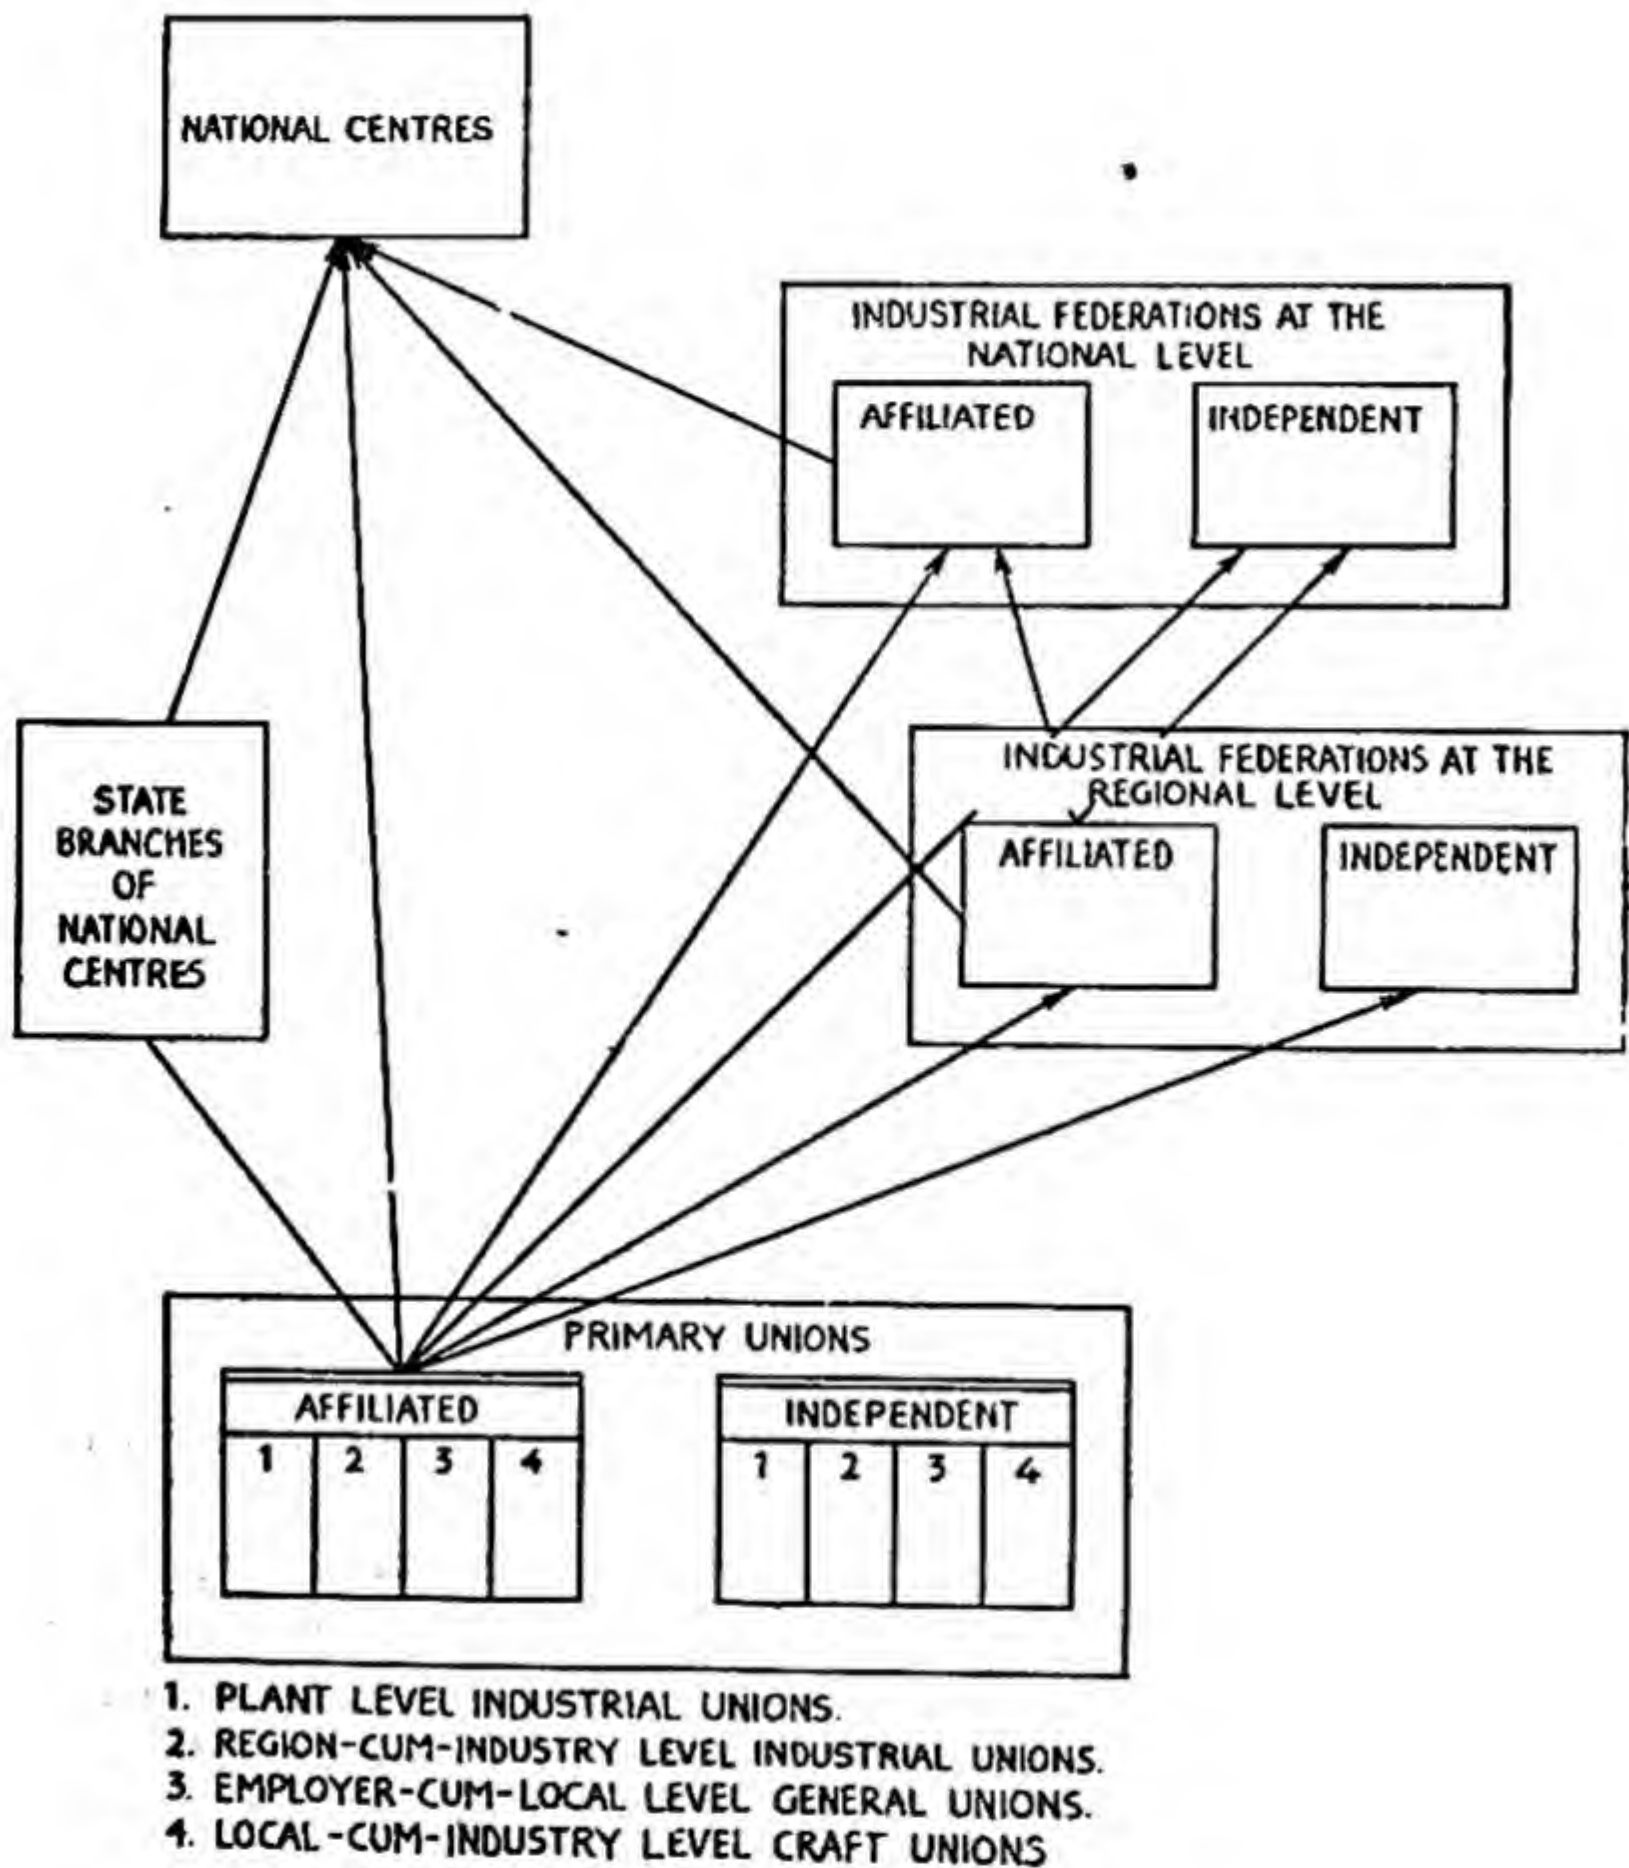 NATIONAL CENTRES
INDUSTRIAL FEDERATIONS AT THE
NATIONAL LEVEL
AFFILIATED
INDEPENDENT
STATE
BRANCHES
OF
NATIONAL
CENTRES
INDUSTRIAL FEDERATIONS AT THE
REGIONAL LEVEL
AFFILIATED
INDEPENDENT
PRIMARY UNIONS
AFFILIATED
1 2 3 4
INDEPENDENT
1 2 3 4
1. PLANT LEVEL INDUSTRIAL UNIONS.
2. REGION-CUM-INDUSTRY LEVEL INDUSTRIAL UNIONS.
3. EMPLOYER-CUM-LOCAL LEVEL GENERAL UNIONS.
4. LOCAL-CUM-INDUSTRY LEVEL CRAFT UNIONS